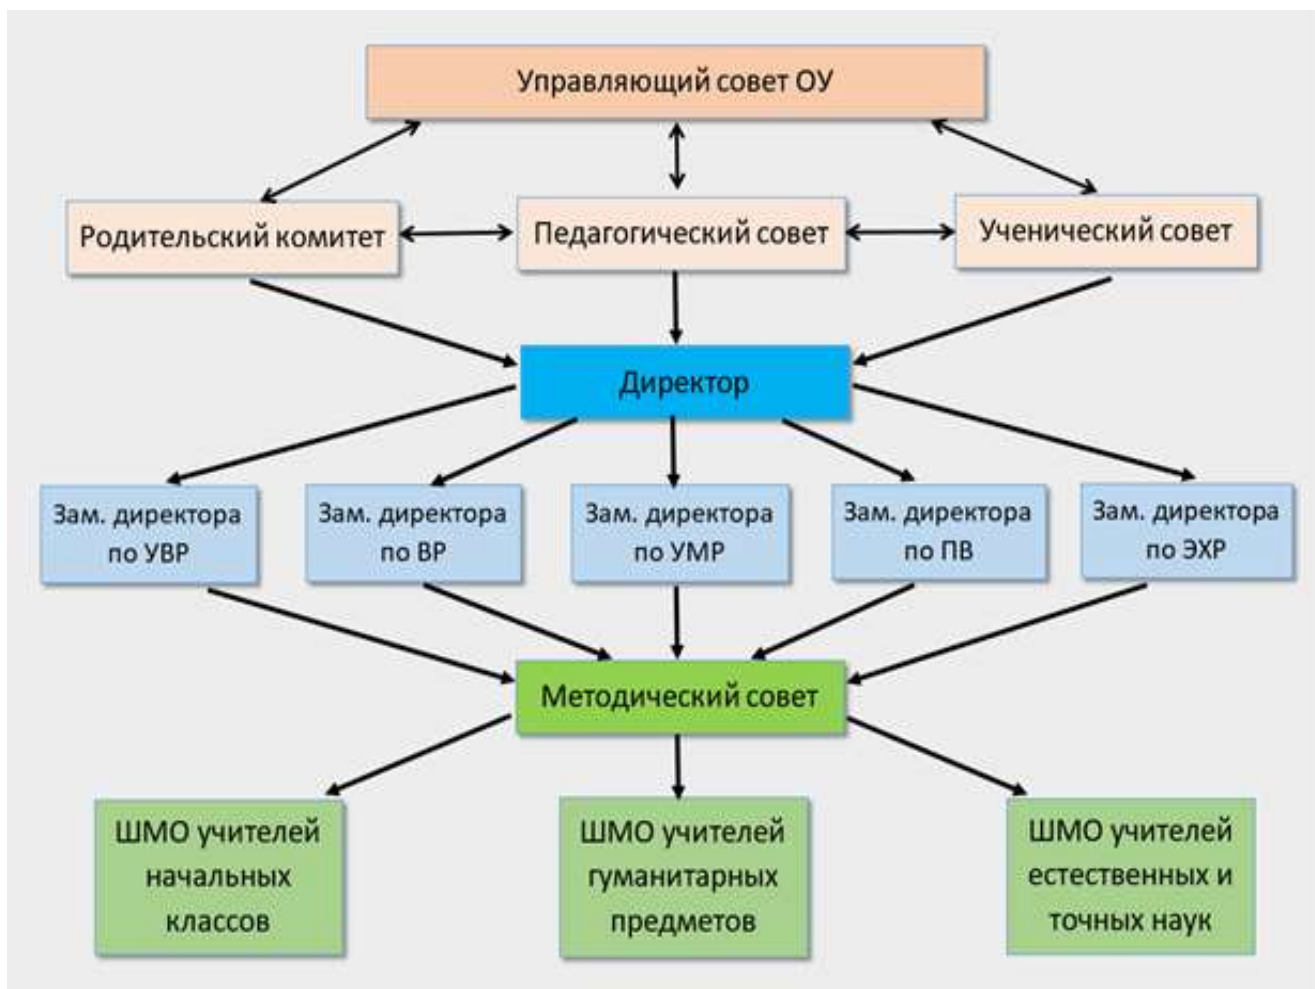 Управляющий совет ОУ
Родительский комитет
Педагогический совет
Ученический совет
Директор
Зам. директора
по УВР
Зам. директора
по ВР
Зам. директора
по УМР
Зам. директора
по ПВ
Зам. директора
по ЭХР
Методический совет
ШМО учителей
начальных
классов
ШМО учителей
гуманитарных
предметов
ШМО учителей
естественных и
точных наук